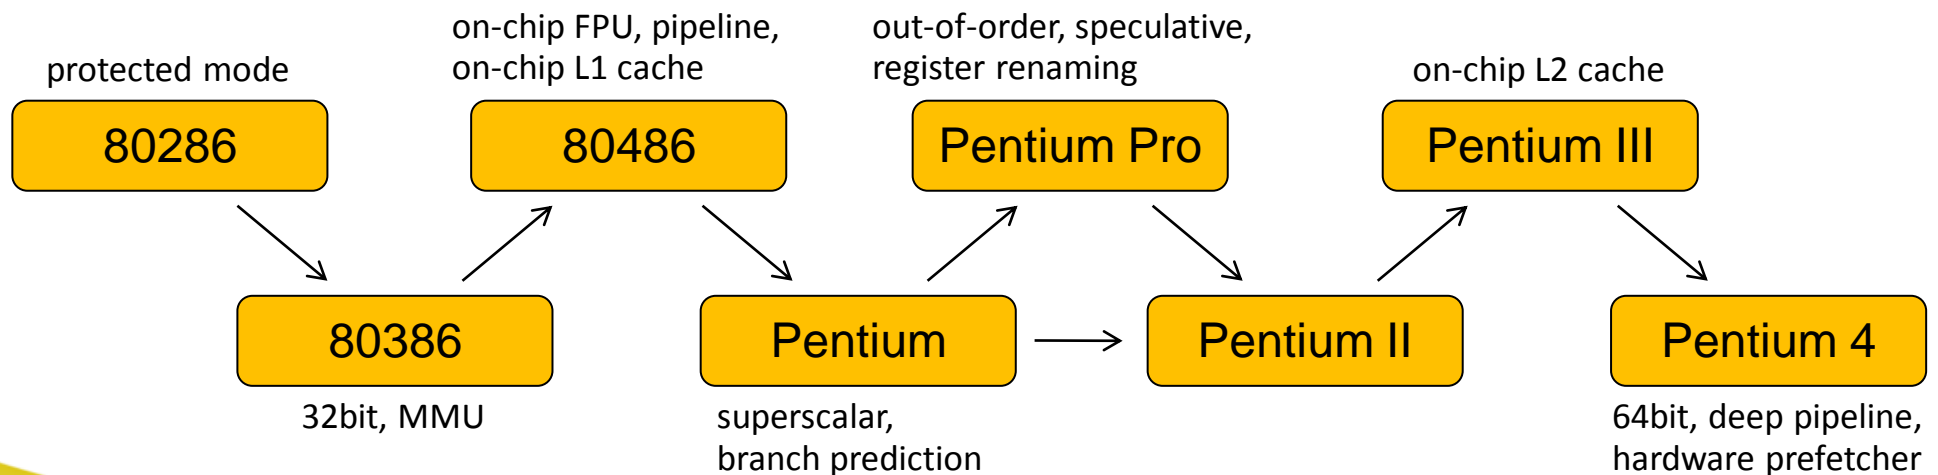 protected mode
80286
on-chip FPU, pipeline,
on-chip L1 cache
80486
out-of-order, speculative,
register renaming
Pentium Pro
on-chip L2 cache
Pentium III
80386
32bit, MMU
Pentium
superscalar,
branch prediction
Pentium II
Pentium 4
64bit, deep pipeline,
hardware prefetcher